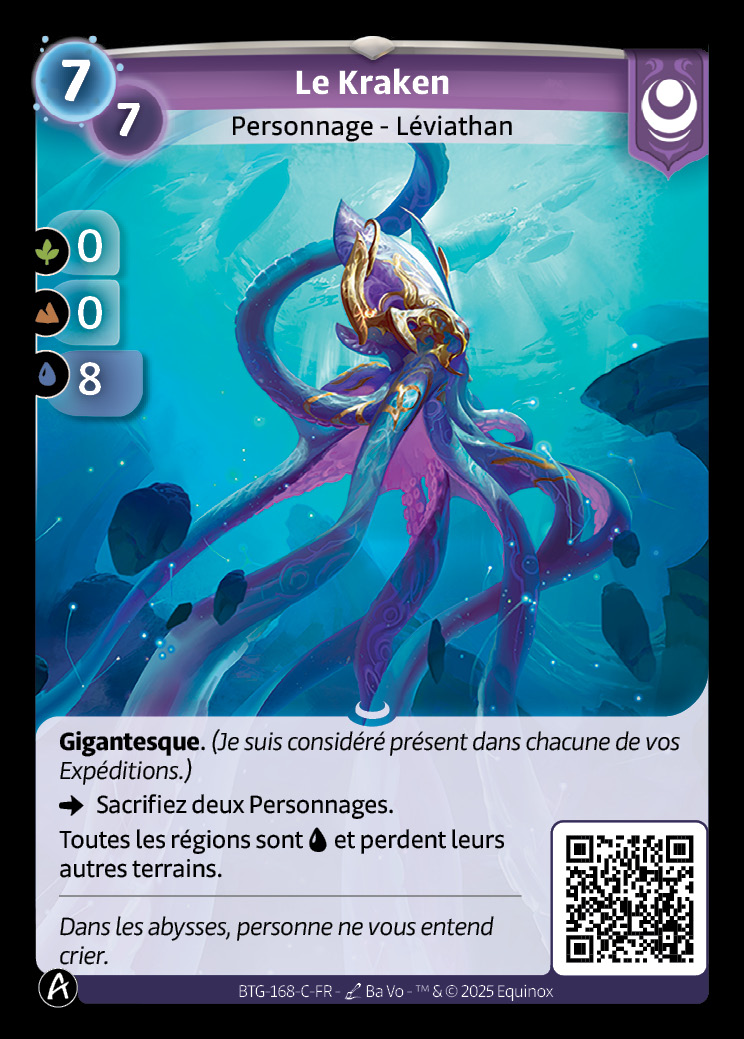 7
Le Kraken
7
Personnage - Léviathan
0
0
8
Gigantesque. (Je suis considéré présent dans chacune de vos
Expéditions.)
Sacrifiez deux Personnages.
Toutes les régions sont et perdent leurs
autres terrains.
Dans les abysses, personne ne vous entend
crier.
A
BTG-168-C-FR - Ba Vo - ™ & © 2025 Equinox